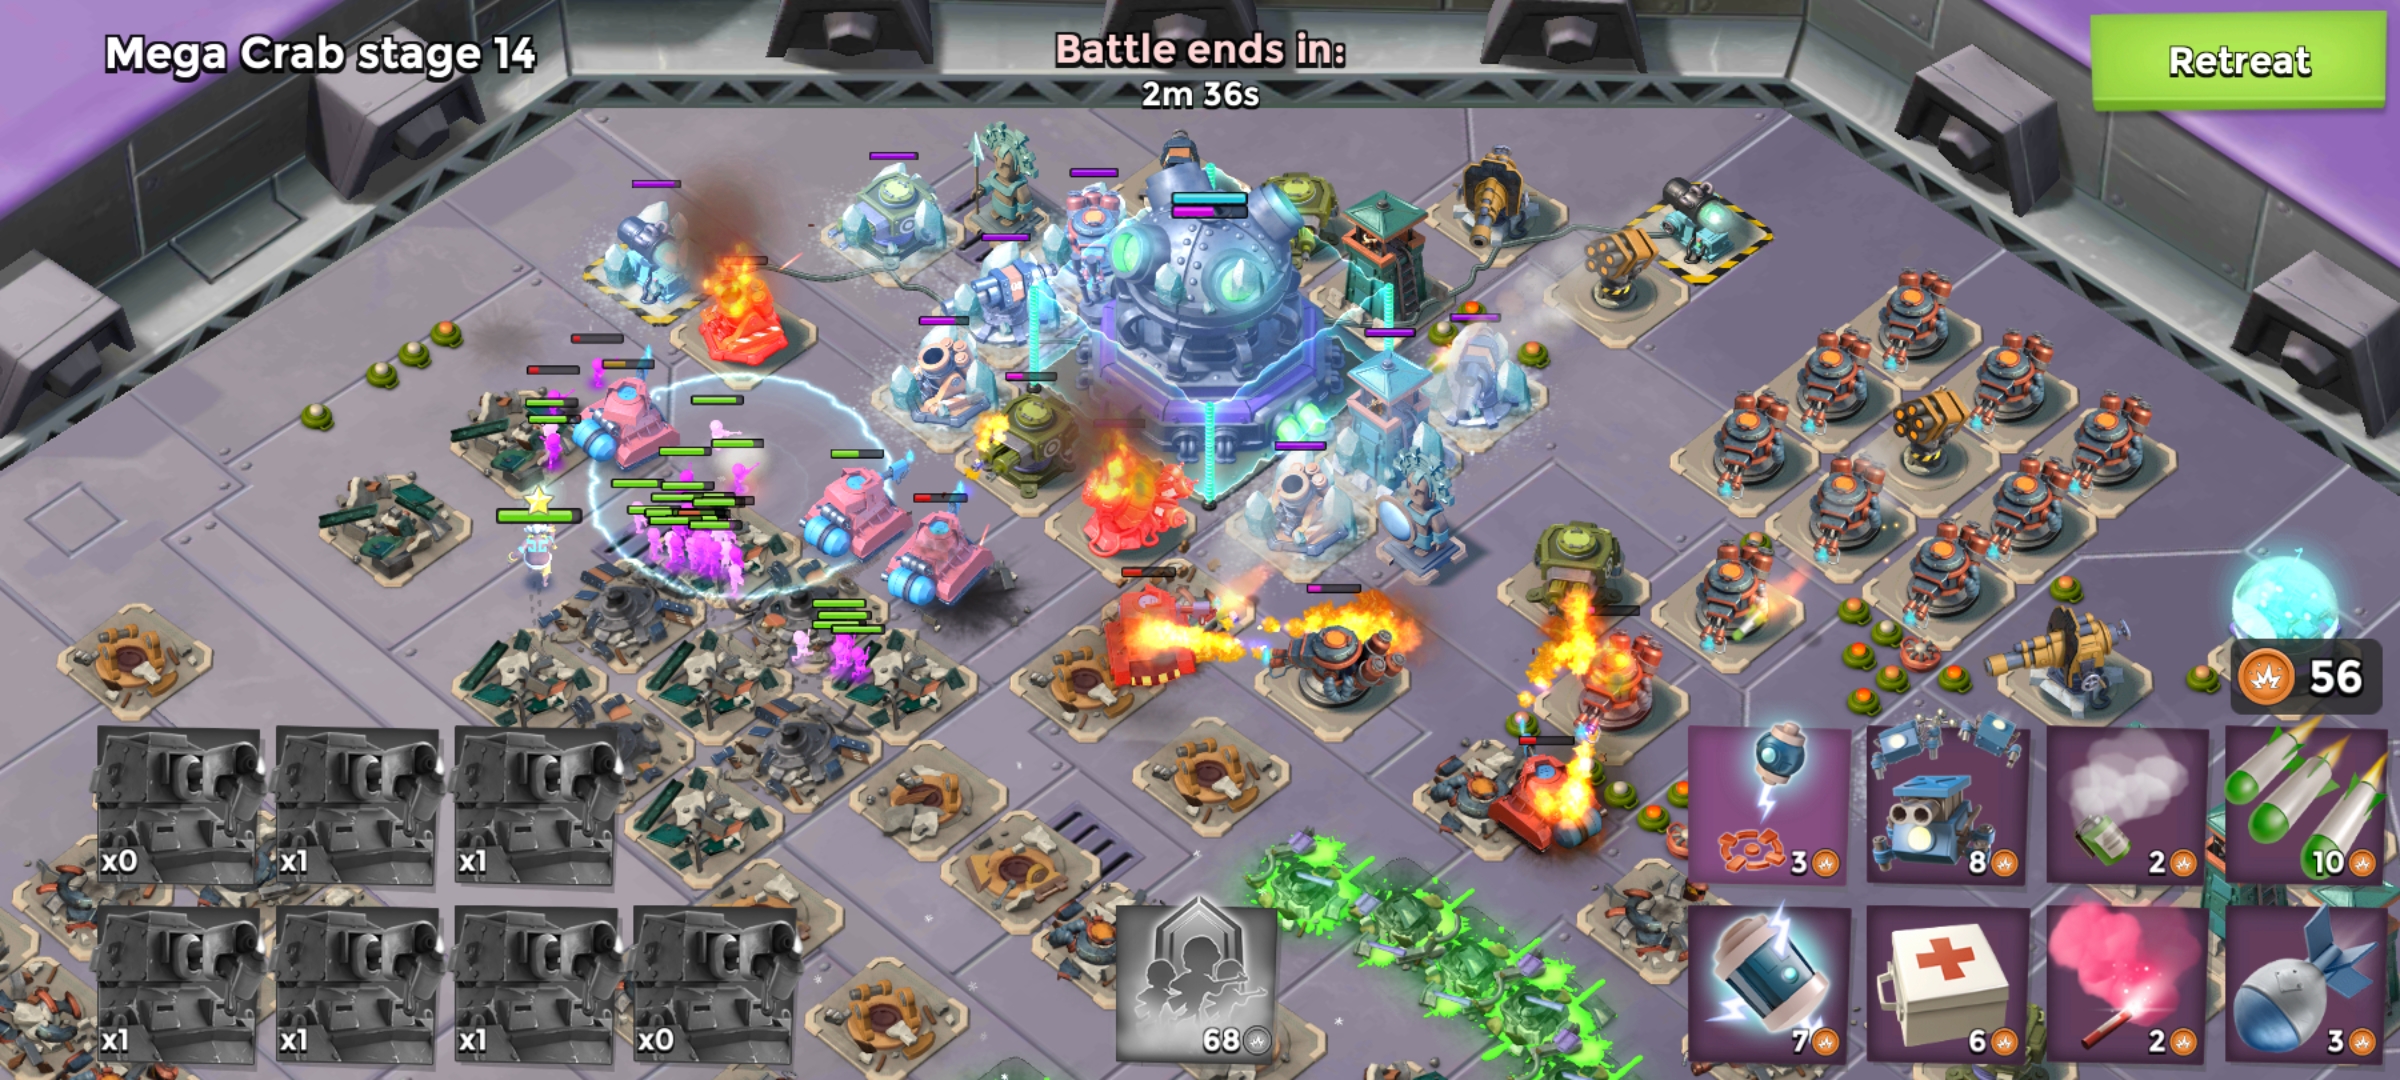 Mega Crab stage 14
Battle ends in:
2m 36s
Retreat
56
x0
x1
x1
3
8
2
10
x1
x1
x1
x0
68
7
6
2
3